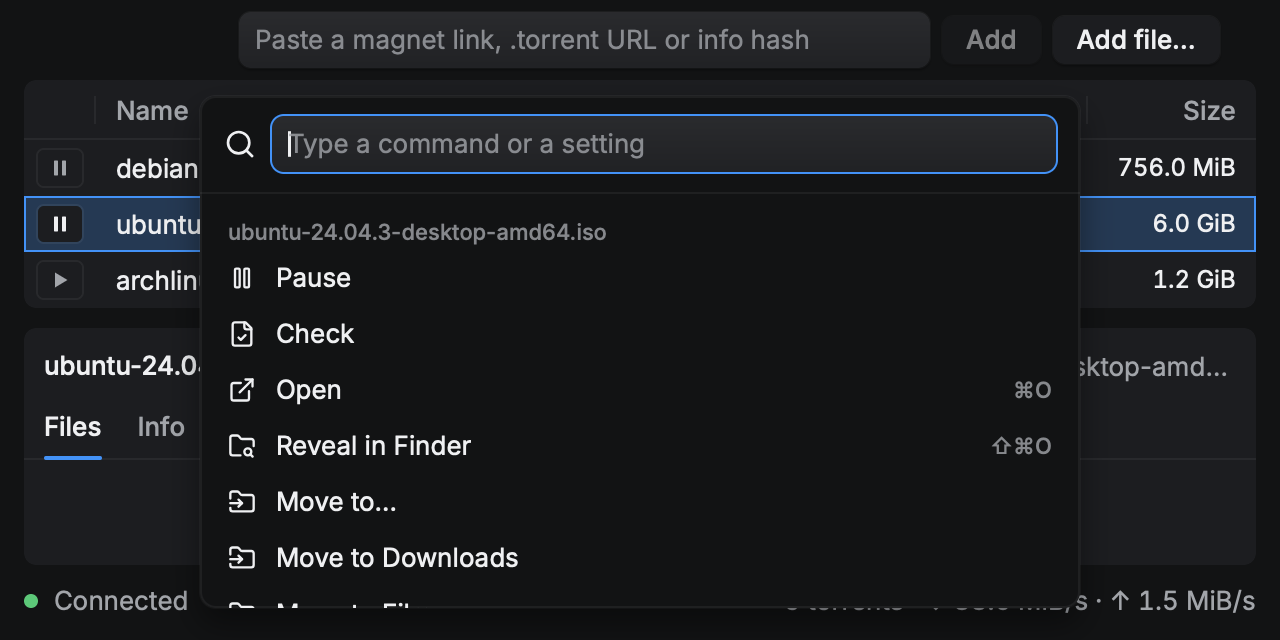 Paste a magnet link, .torrent URL or info hash
Add
Add file...
Name
Size
Type a command or a setting
debian
756.0 MiB
ubuntu
6.0 GiB
ubuntu-24.04.3-desktop-amd64.iso
archlin
1.2 GiB
Pause
Check
ubuntu-24.04
sktop-amd...
Open ⌘O
Files Info
Reveal in Finder ⇧⌘O
Move to...
Move to Downloads
Connected
↑ 1.5 MiB/s